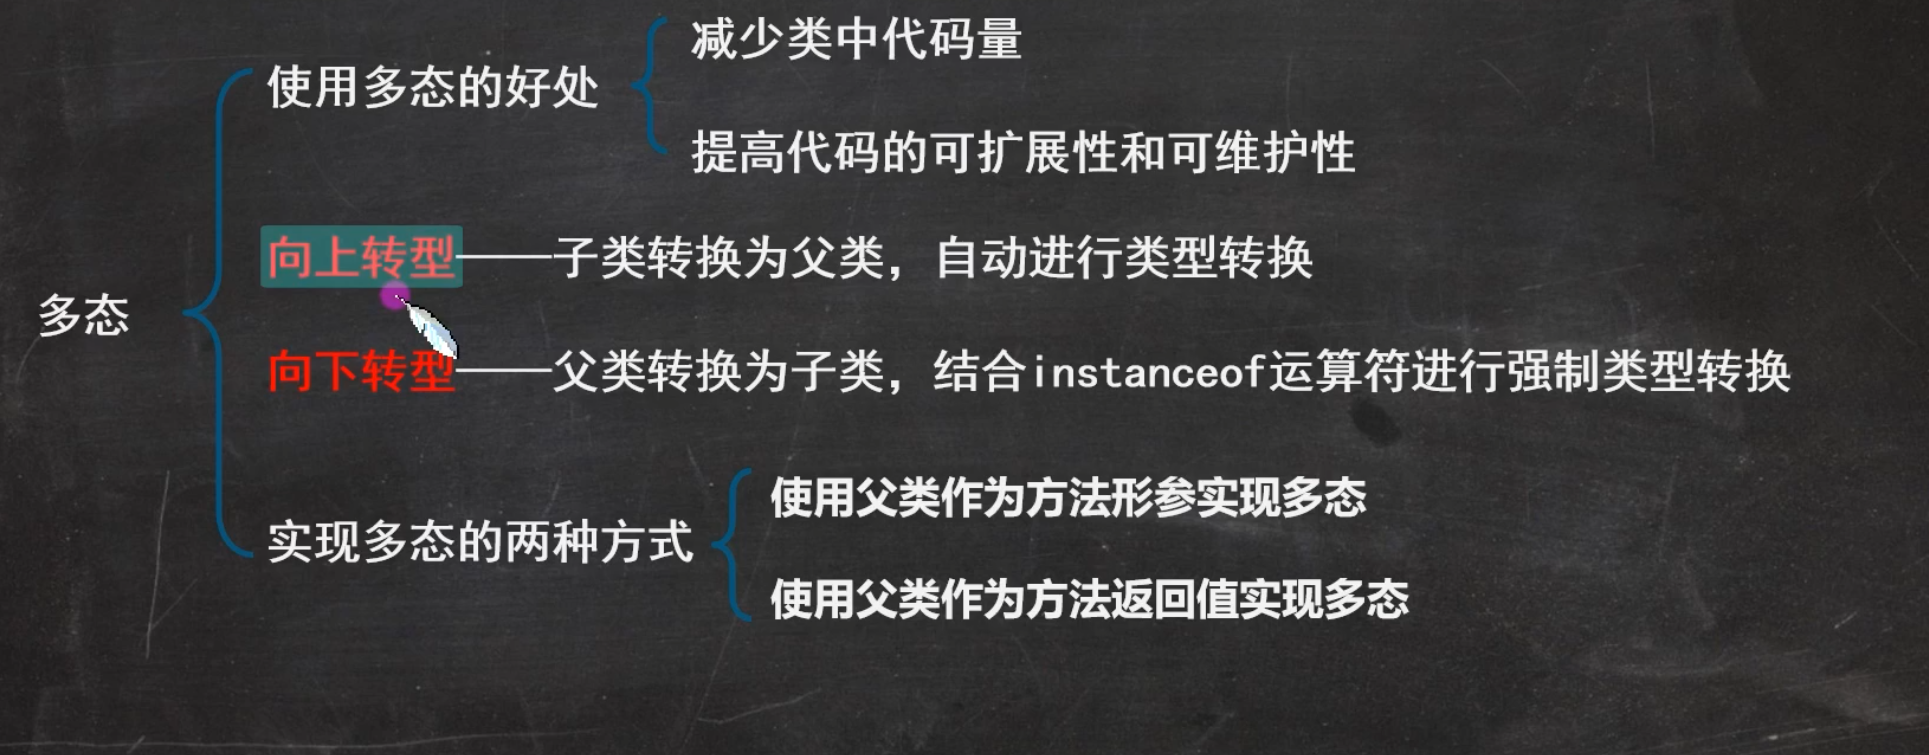 减少类中代码量
使用多态的好处
提高代码的可扩展性和可维护性
向上转型——子类转换为父类，自动进行类型转换
多态
向下转型——父类转换为子类，结合instanceof运算符进行强制类型转换
使用父类作为方法形参实现多态
实现多态的两种方式
使用父类作为方法返回值实现多态